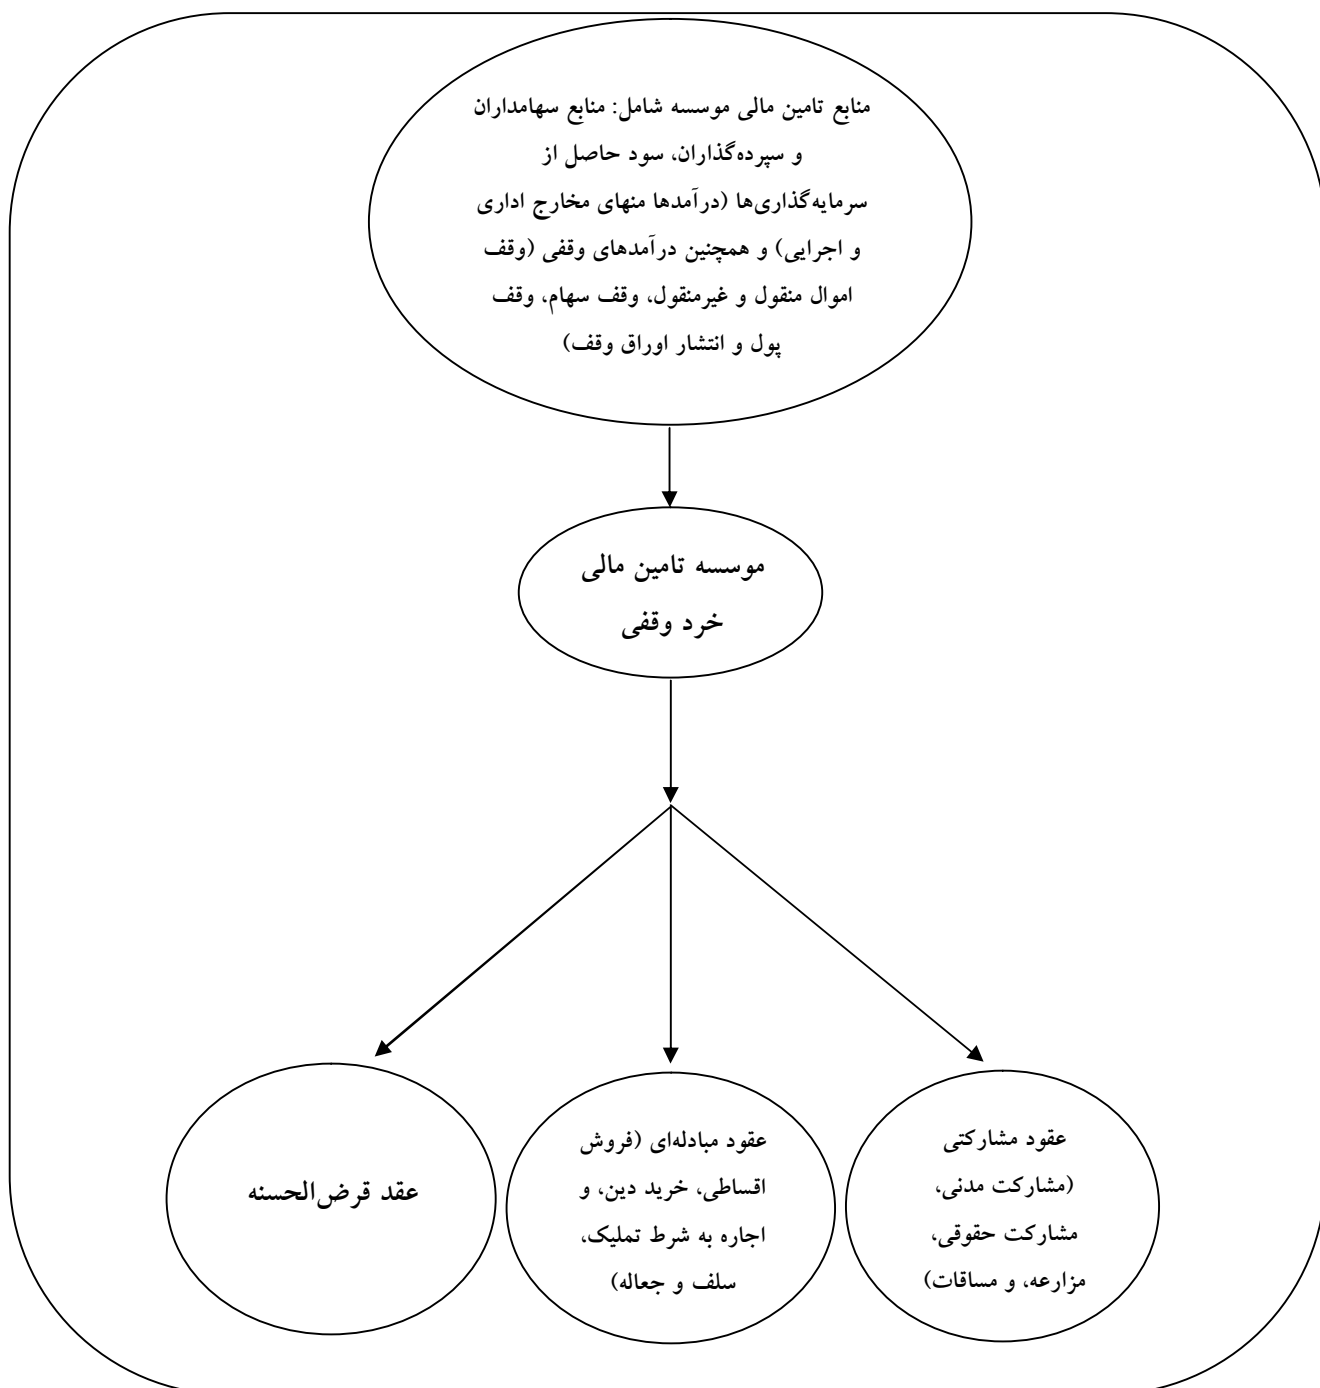 منابع تامین مالی موسسه شامل: منابع سهامداران
و سپرده‌گذاران، سود حاصل از
سرمایه‌گذاری‌ها (درآمدها منهای مخارج اداری
و اجرایی) و همچنین درآمدهای وقفی (وقف
اموال منقول و غیرمنقول، وقف سهام، وقف
پول و انتشار اوراق وقف)
موسسه تامین مالی
خرد وقفی
عقود مشارکتی
(مشارکت مدنی،
مشارکت حقوقی،
مزارعه، و مساقات)
عقود مبادله‌ای (فروش
اقساطی، خرید دین، و
اجاره به شرط تملیک،
سلف و جعاله)
عقد قرض‌الحسنه